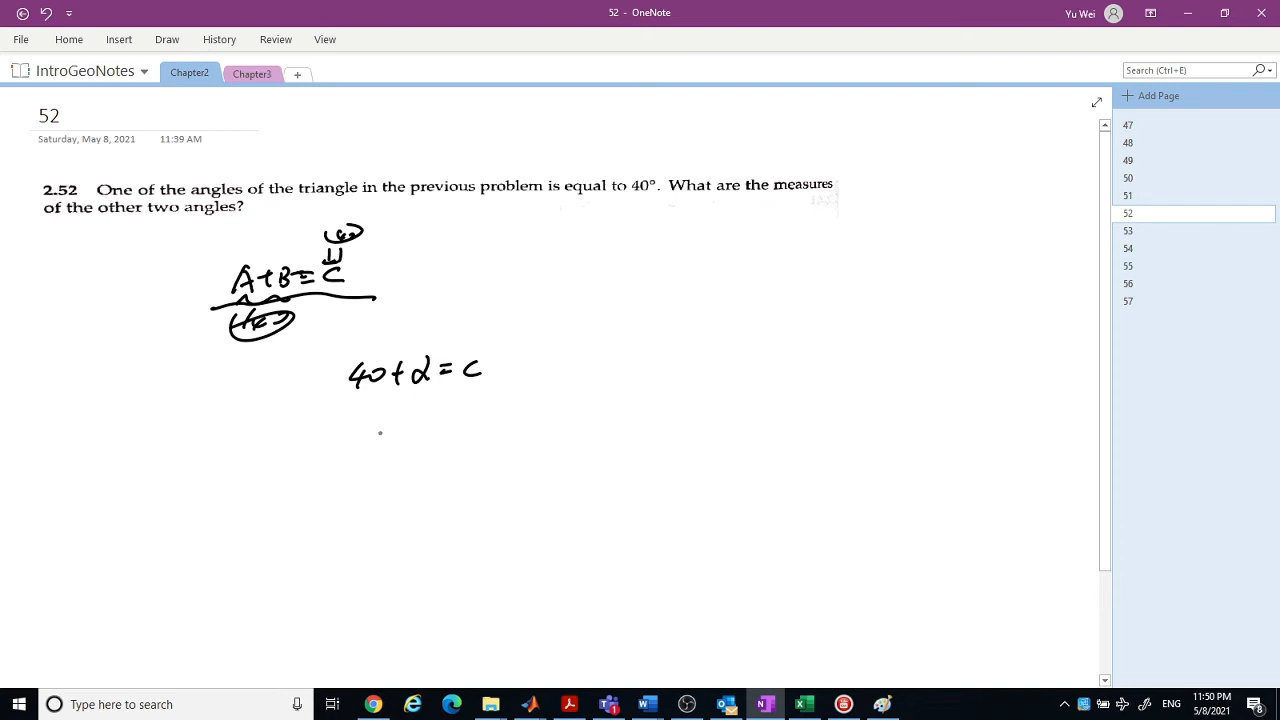 52 - OneNote
Yu Wei
File Home Insert Draw History Review View
IntroGeoNotes Chapter2 Chapter3 +
Search (Ctrl+E)
Add Page
52
Saturday, May 8, 2021 11:39 AM
2.52 One of the angles of the triangle in the previous problem is equal to 40°. What are the measures
of the other two angles?
A+B=C
40+α=C
47
48
49
50
51
52
53
54
55
56
57
Type here to search
ENG
11:50 PM
5/8/2021
8